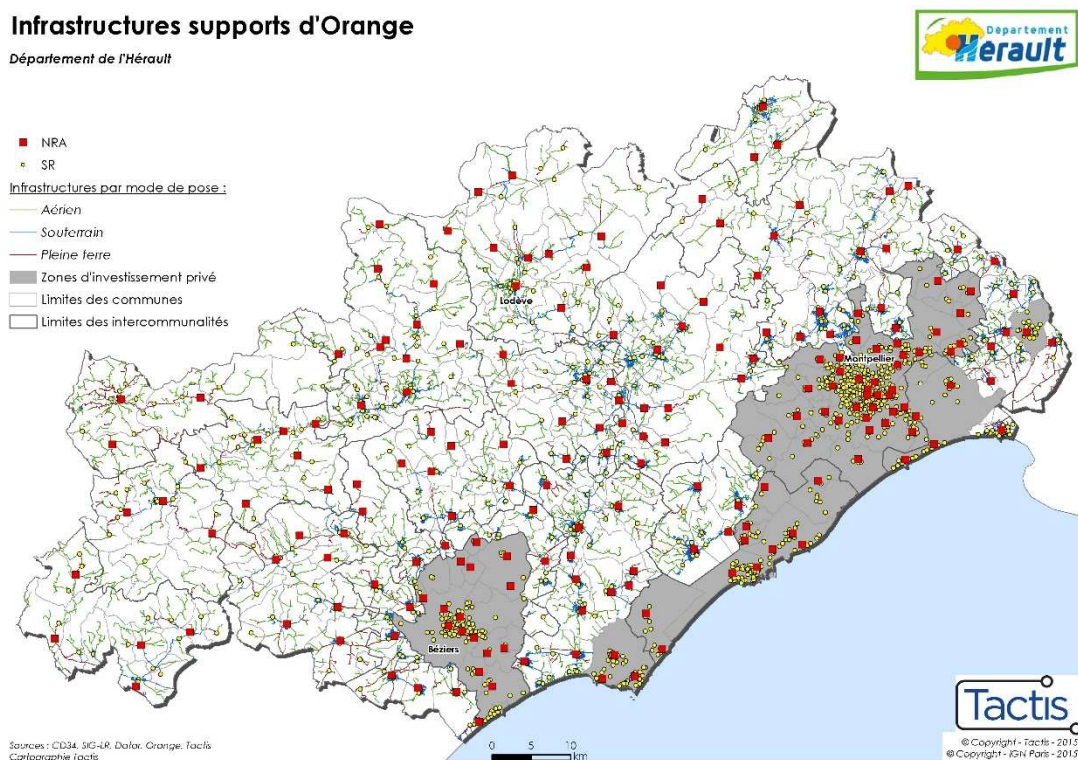 Infrastructures supports d'Orange
Département de l'Hérault
Département
Hérault
NRA
SR
Infrastructures par mode de pose :
Aérien
Souterrain
Pleine terre
Zones d'investissement privé
Limites des communes
Limites des intercommunalités
Lodève
Montpellier
Béziers
Tactis
Sources : CD34, SIG-LR, Dolar, Orange, Tactis
Cartographie Tactis
0 5 10
km
© Copyright - Tactis - 2015
© Copyright - IGN Paris - 2015